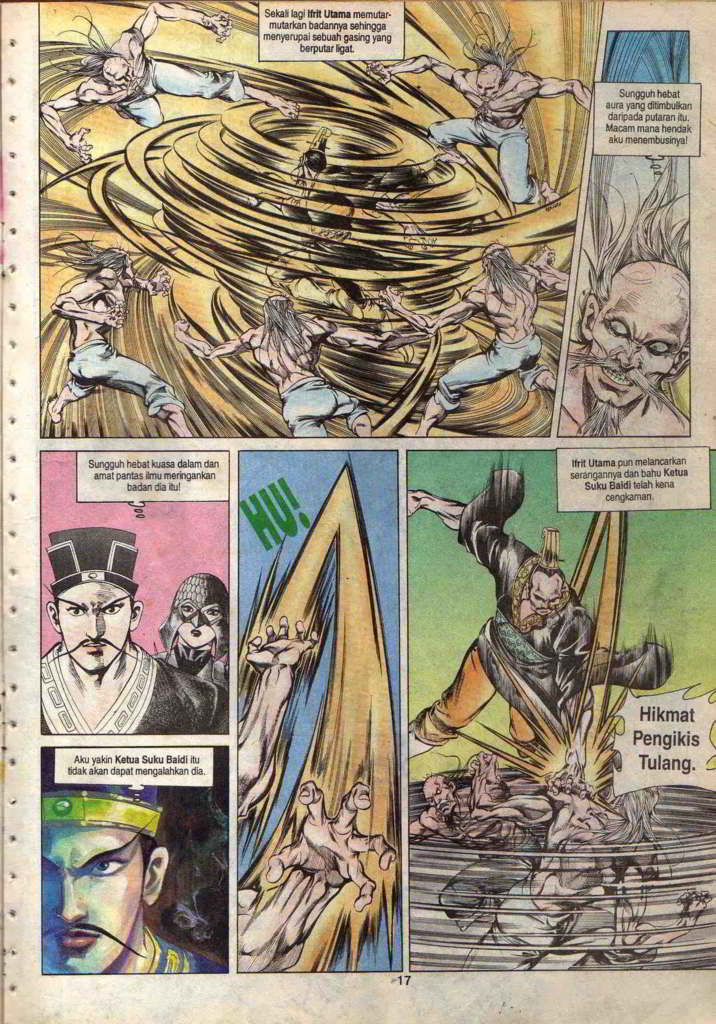 Sekali lagi Ifrit Utama memutar-
mutarkan badannya sehingga
menyerupai sebuah gasing yang
berputar ligat.
Sungguh hebat
aura yang ditimbulkan
daripada putaran itu.
Macam mana hendak
aku menembusinya!
Sungguh hebat kuasa dalam dan
amat pantas ilmu meringankan
badan dia itu!
HU!
Ifrit Utama pun melancarkan
serangannya dan bahu Ketua
Suku Baidi telah kena
cengkaman.
Hikmat
Pengikis
Tulang.
Aku yakin Ketua Suku Baidi itu
tidak akan dapat mengalahkan dia.
17